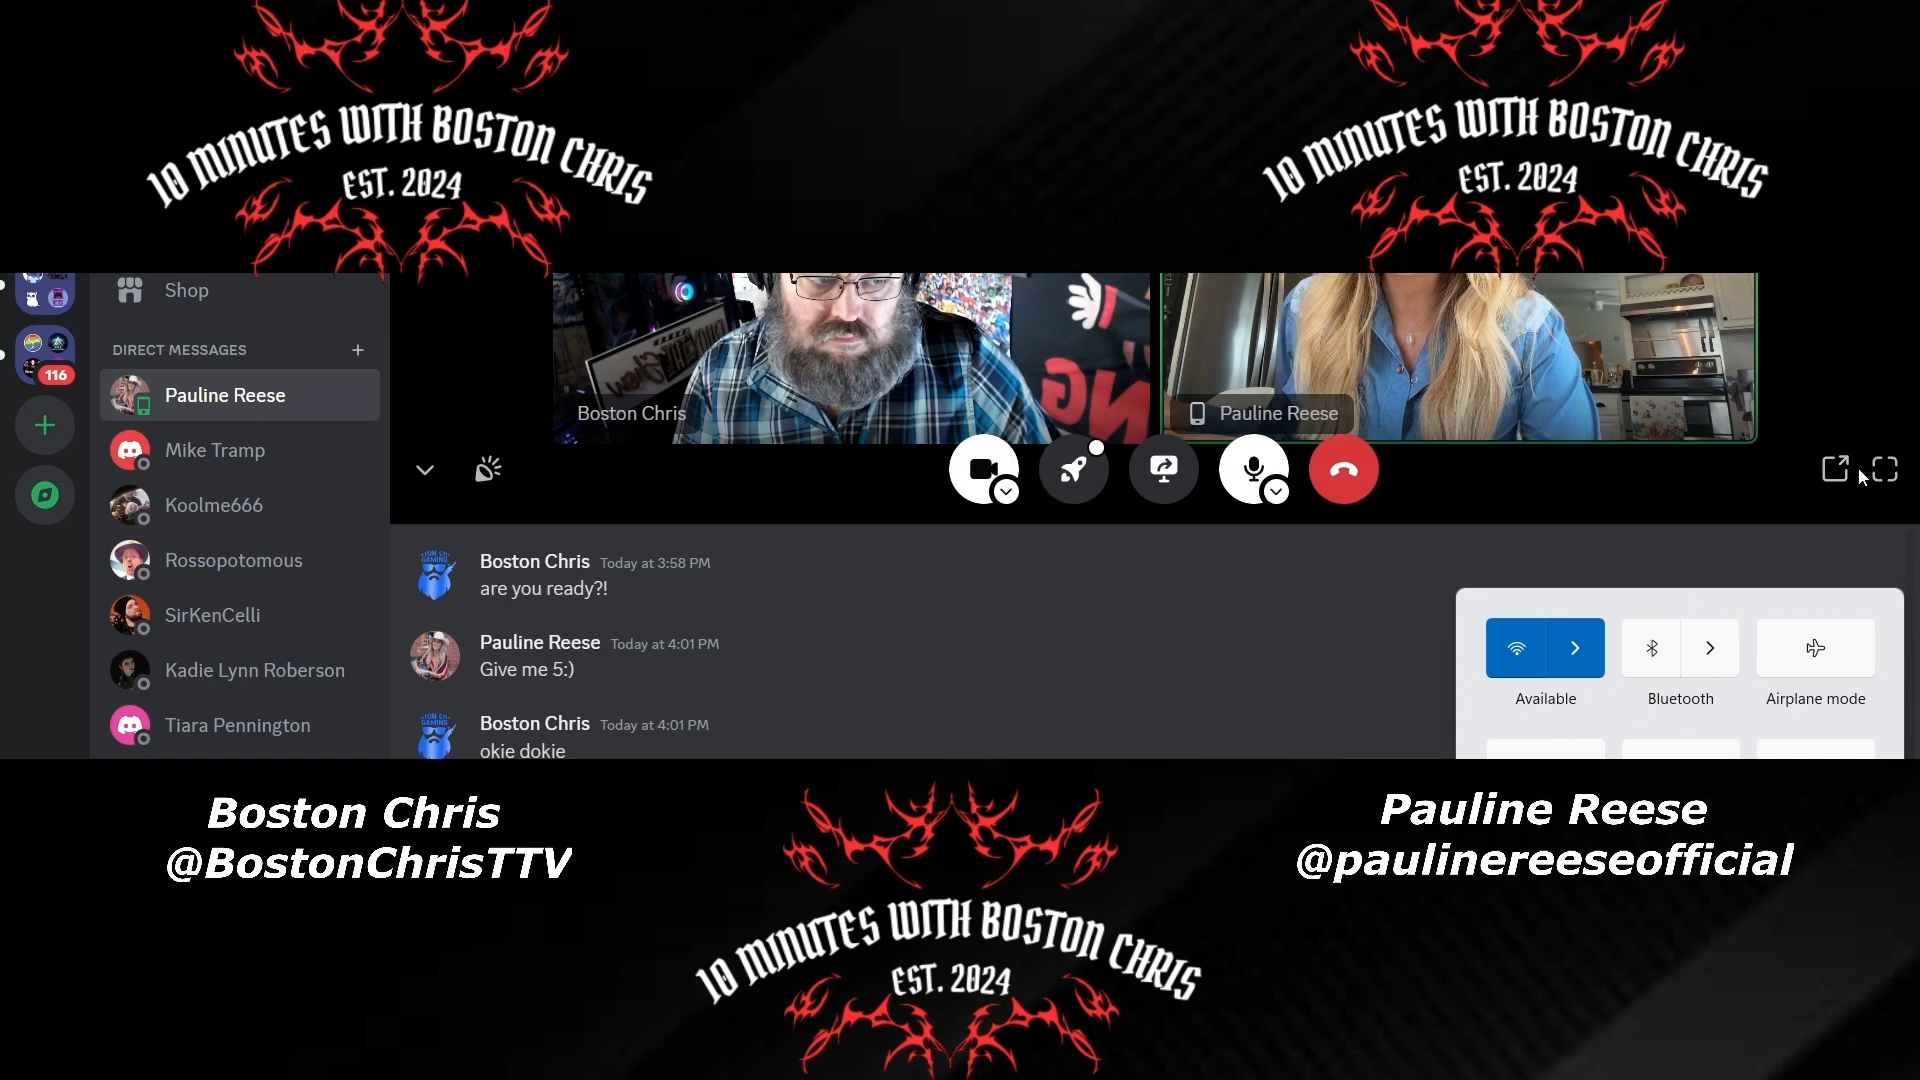 10 MINUTES WITH BOSTON CHRIS
EST. 2024
10 MINUTES WITH BOSTON CHRIS
EST. 2024
Shop
DIRECT MESSAGES
116
Pauline Reese
Mike Tramp
Koolme666
Rossopotomous
SirKenCelli
Kadie Lynn Roberson
Tiara Pennington
Boston Chris
Pauline Reese
Boston Chris Today at 3:58 PM
are you ready?!
Pauline Reese Today at 4:01 PM
Give me 5:)
Boston Chris Today at 4:01 PM
okie dokie
Available
Bluetooth
Airplane mode
Boston Chris
@BostonChrisTTV
Pauline Reese
@paulinereeseofficial
10 MINUTES WITH BOSTON CHRIS
EST. 2024